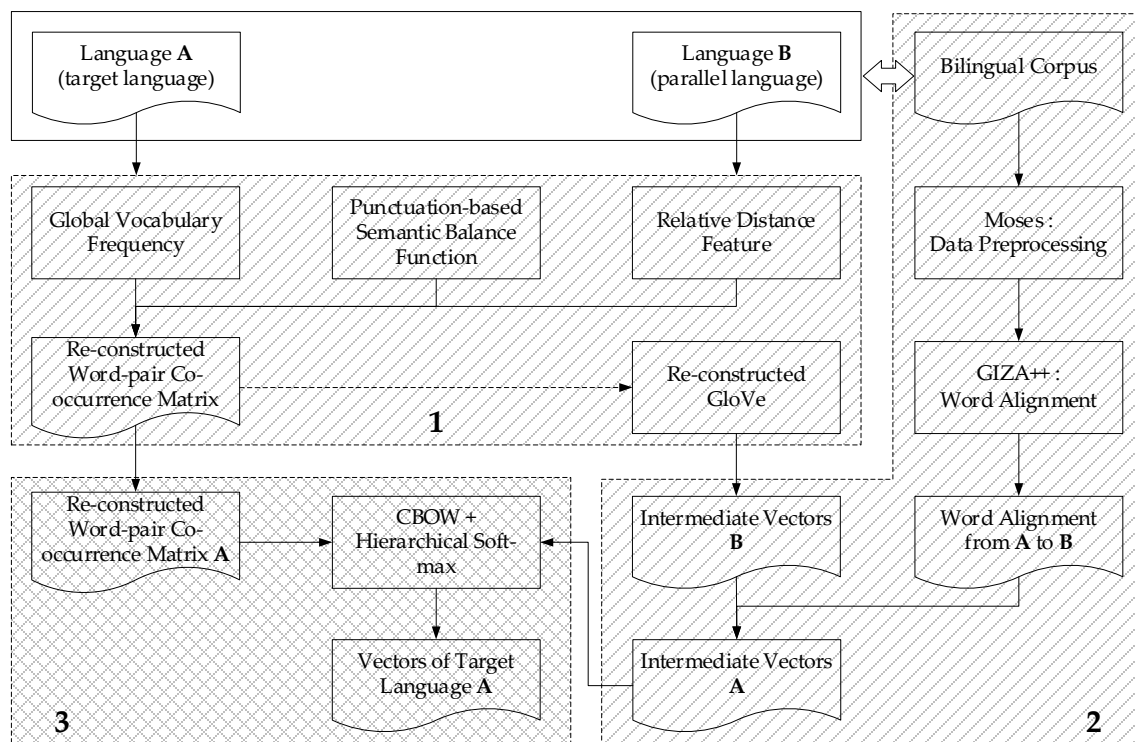 Language A
(target language)
Language B
(parallel language)
Bilingual Corpus
Global Vocabulary
Frequency
Punctuation-based
Semantic Balance
Function
Relative Distance
Feature
Moses :
Data Preprocessing
Re-constructed
Word-pair Co-
occurrence Matrix
Re-constructed
GloVe
GIZA++ :
Word Alignment
1
Re-constructed
Word-pair Co-
occurrence Matrix A
CBOW +
Hierarchical Soft-
max
Intermediate Vectors
B
Word Alignment
from A to B
Vectors of Target
Language A
Intermediate Vectors
A
3
2